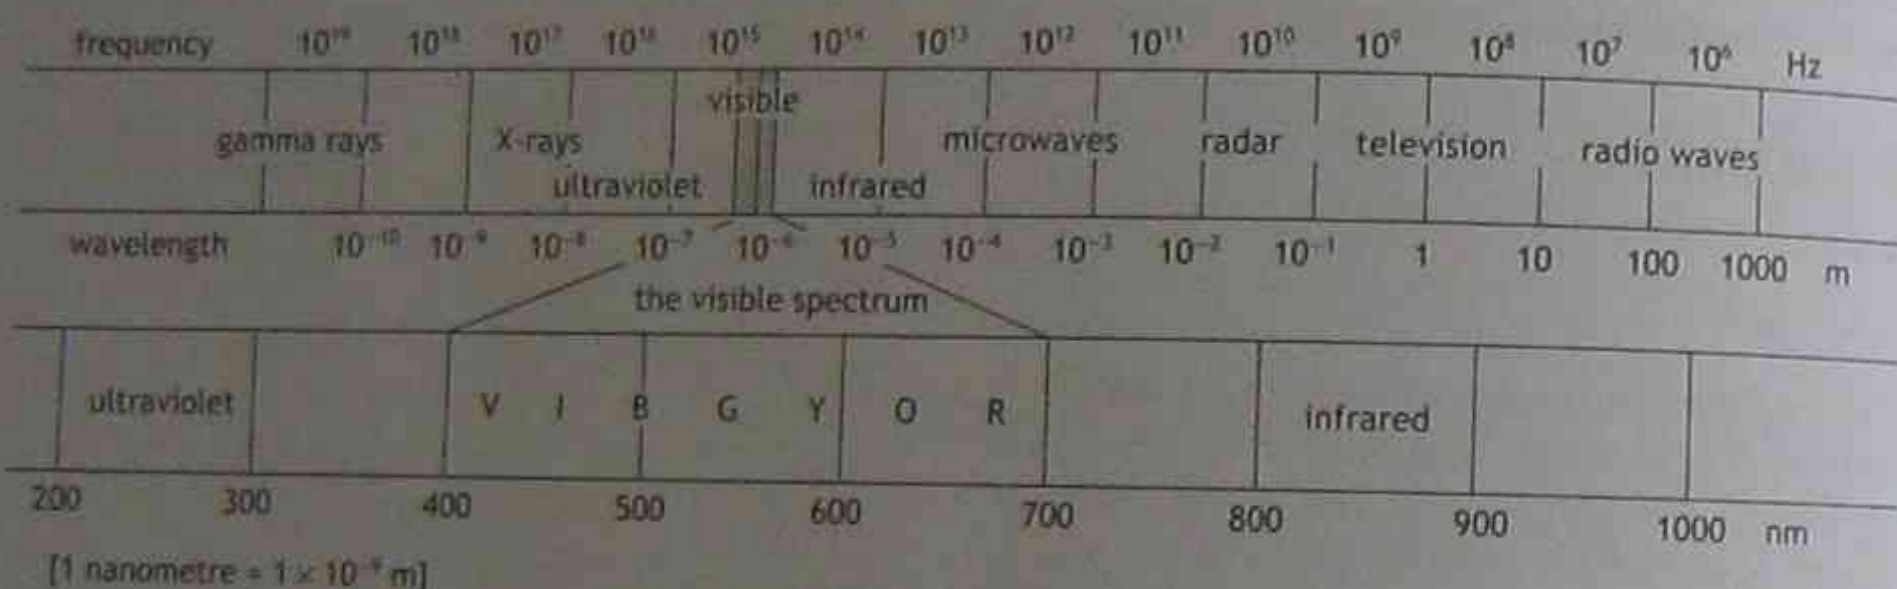 frequency 10¹⁹ 10¹⁸ 10¹⁷ 10¹⁶ 10¹⁵ 10¹⁴ 10¹³ 10¹² 10¹¹ 10¹⁰ 10⁹ 10⁸ 10⁷ 10⁶ Hz
visible
gamma rays X-rays microwaves radar television radio waves
ultraviolet infrared
wavelength 10⁻¹⁰ 10⁻⁹ 10⁻⁸ 10⁻⁷ 10⁻⁶ 10⁻⁵ 10⁻⁴ 10⁻³ 10⁻² 10⁻¹ 1 10 100 1000 m
the visible spectrum
ultraviolet V I B G Y O R infrared
200 300 400 500 600 700 800 900 1000 nm
[1 nanometre = 1 × 10⁻⁹ m]